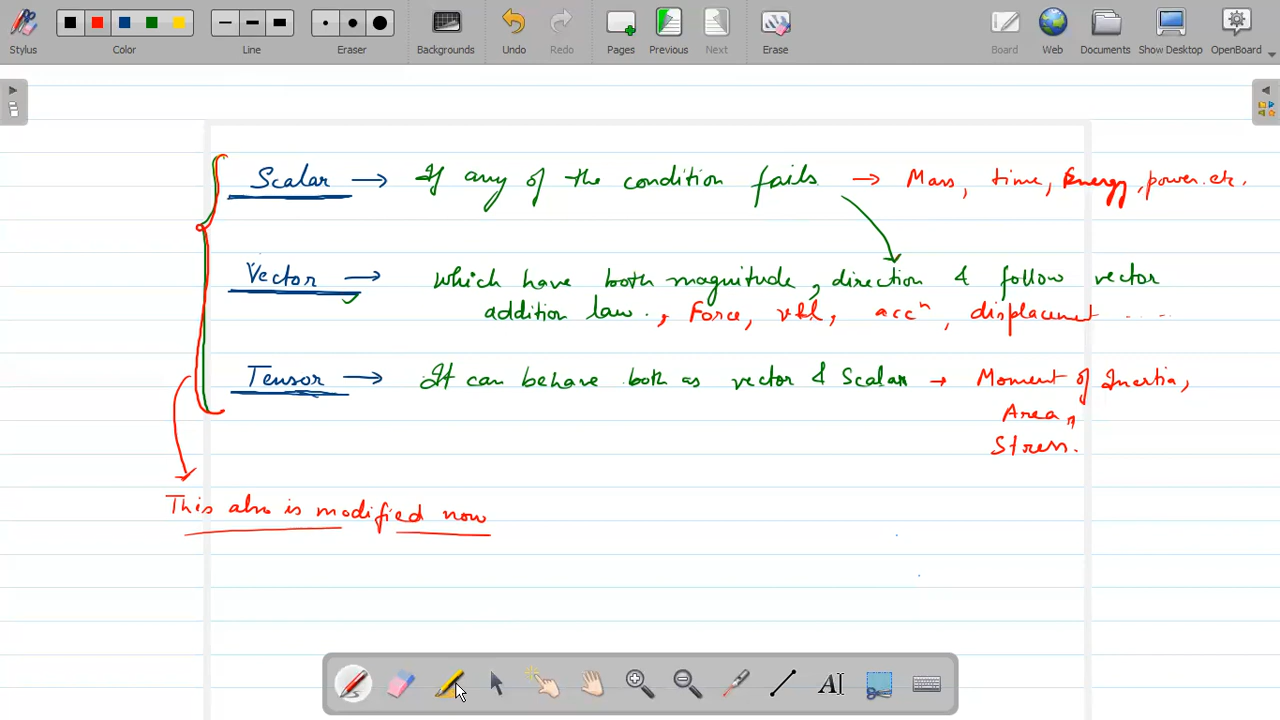 Stylus
Color
Line
Eraser
Backgrounds
Undo
Redo
Pages
Previous
Next
Erase
Board
Web
Documents
Show Desktop
OpenBoard
Scalar → If any of the condition fails → Mass, time, Energy, power.etc.
Vector → which have both magnitude, direction & follow vector
addition law., Force, vel, accⁿ, displacement .....
Tensor → It can behave both as vector & Scalar → Moment of Inertia,
Area,
Stress.
This also is modified now
AI